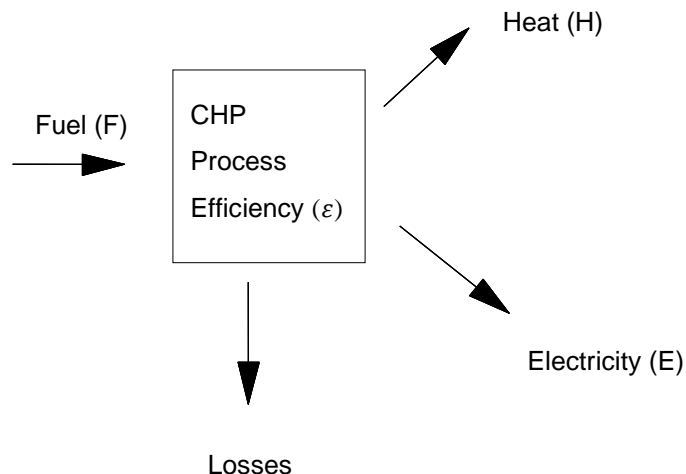 Heat (H)
Fuel (F)
CHP
Process
Efficiency (ε)
Electricity (E)
Losses